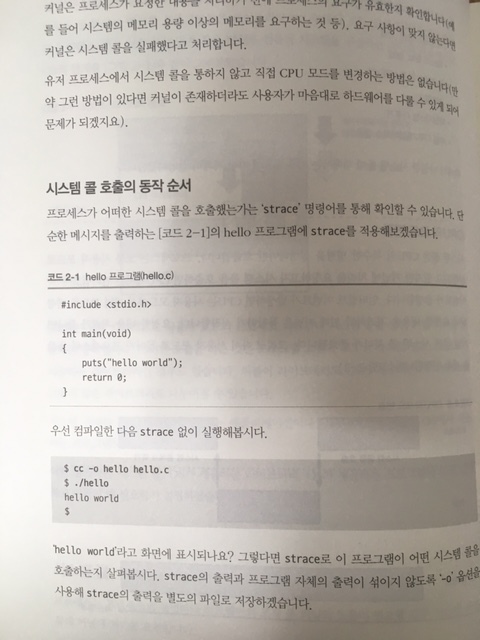 커널은 프로세스가 요청한 내용을 처리하기 전에 프로세스의 요구가 유효한지 확인합니다(예
를 들어 시스템의 메모리 용량 이상의 메모리를 요구하는 것 등). 요구 사항이 맞지 않는다면
커널은 시스템 콜을 실패했다고 처리합니다.
유저 프로세스에서 시스템 콜을 통하지 않고 직접 CPU 모드를 변경하는 방법은 없습니다(만
약 그런 방법이 있다면 커널이 존재하더라도 사용자가 마음대로 하드웨어를 다룰 수 있게 되어
문제가 되겠지요).
시스템 콜 호출의 동작 순서
프로세스가 어떠한 시스템 콜을 호출했는가는 'strace' 명령어를 통해 확인할 수 있습니다. 단
순한 메시지를 출력하는 [코드 2-1]의 hello 프로그램에 strace를 적용해보겠습니다.
코드 2-1 hello 프로그램(hello.c)
#include <stdio.h>
int main(void)
{
puts("hello world");
return 0;
}
우선 컴파일한 다음 strace 없이 실행해봅시다.
$ cc -o hello hello.c
$ ./hello
hello world
$
'hello world'라고 화면에 표시되나요? 그렇다면 strace로 이 프로그램이 어떤 시스템 콜을
호출하는지 살펴봅시다. strace의 출력과 프로그램 자체의 출력이 섞이지 않도록 '-o' 옵션을
사용해 strace의 출력을 별도의 파일로 저장하겠습니다.